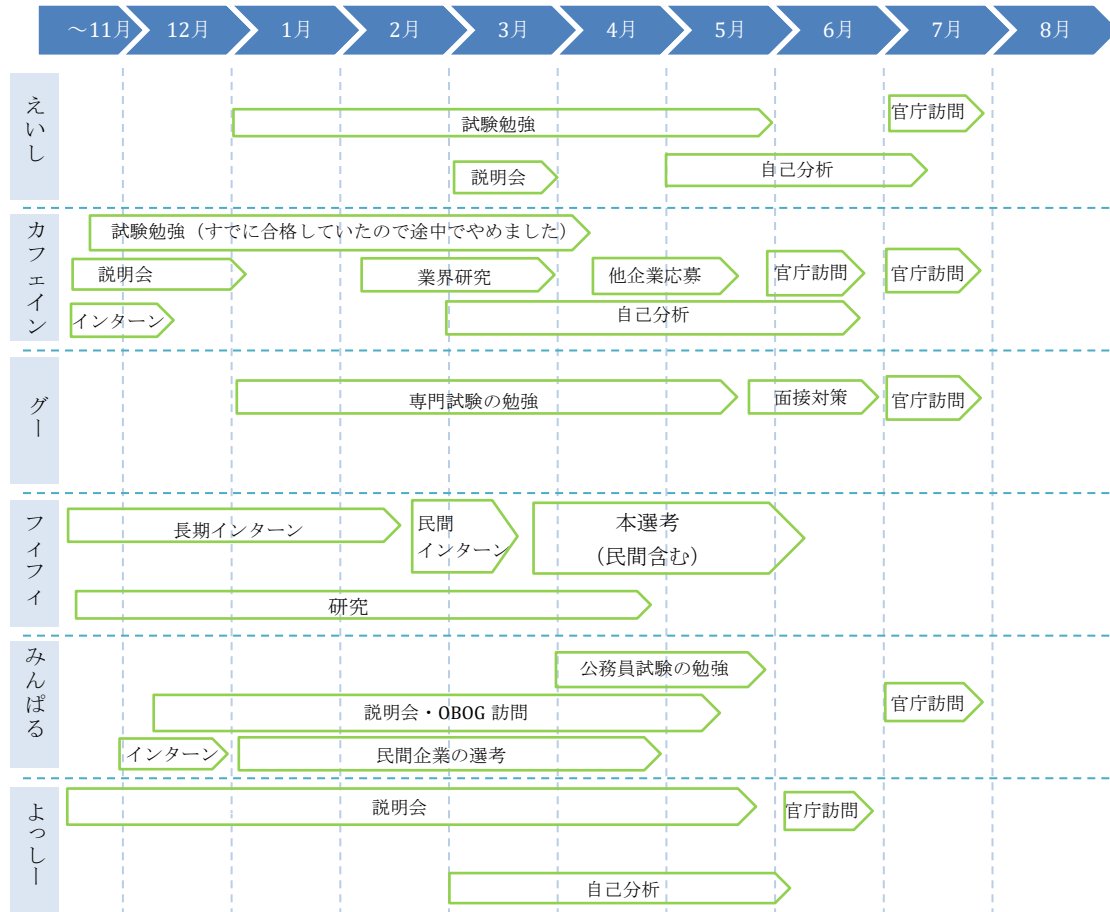 ～11月 12月 1月 2月 3月 4月 5月 6月 7月 8月
えいし
試験勉強
官庁訪問
説明会
自己分析
カフェイン
試験勉強（すでに合格していたので途中でやめました）
説明会
業界研究
他企業応募
官庁訪問
官庁訪問
インターン
自己分析
グー
専門試験の勉強
面接対策
官庁訪問
フィフィ
長期インターン
民間
インターン
本選考
（民間含む）
研究
みんぱる
公務員試験の勉強
説明会・OBOG 訪問
官庁訪問
インターン
民間企業の選考
よっしー
説明会
官庁訪問
自己分析